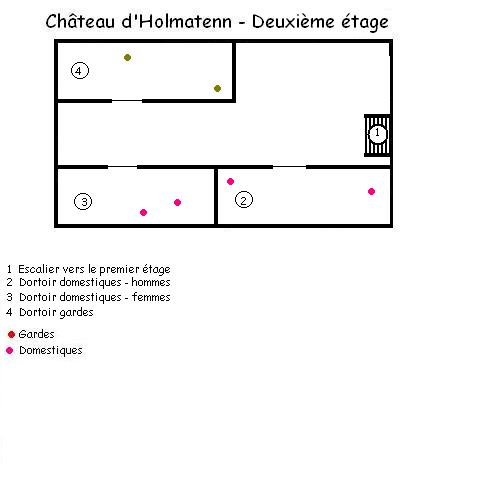 Château d'Holmatenn - Deuxième étage
4
1
3
2
1 Escalier vers le premier étage
2 Dortoir domestiques - hommes
3 Dortoir domestiques - femmes
4 Dortoir gardes
Gardes
Domestiques